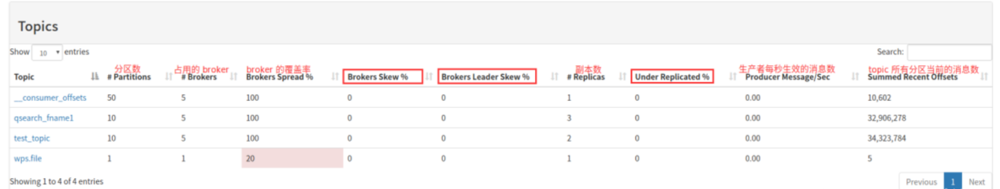 Topics
Show 10 entries
Search:
分区数 占用的 broker broker 的覆盖率 副本数 生产者每秒生效的消息数 topic 所有分区当前的消息数
Topic # Partitions # Brokers Brokers Spread % Brokers Skew % Brokers Leader Skew % # Replicas Under Replicated % Producer Message/Sec Summed Recent Offsets
__consumer_offsets 50 5 100 0 0 1 0 0.00 10,602
qsearch_fname1 10 5 100 0 0 3 0 0.00 32,906,278
test_topic 10 5 100 0 0 2 0 0.00 34,323,784
wps.file 1 1 20 0 0 1 0 0.00 5
Showing 1 to 4 of 4 entries
Previous 1 Next